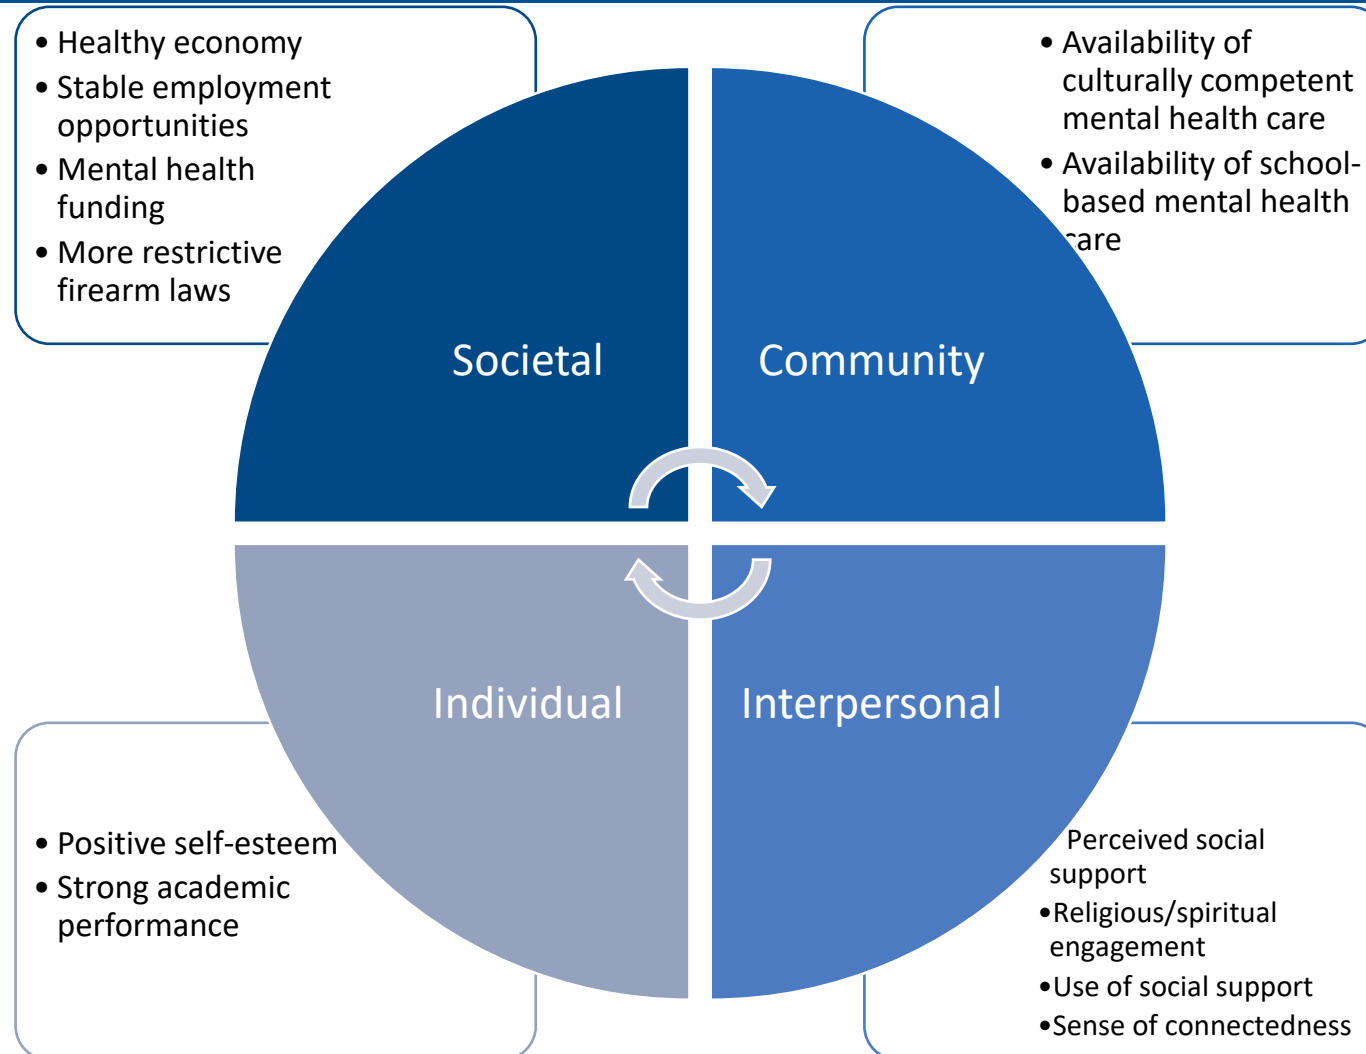 • Healthy economy
• Stable employment
opportunities
• Mental health
funding
• More restrictive
firearm laws
• Availability of
culturally competent
mental health care
• Availability of school-
based mental health
care
Societal
Community
Individual
Interpersonal
• Positive self-esteem
• Strong academic
performance
Perceived social
support
•Religious/spiritual
engagement
•Use of social support
•Sense of connectedness